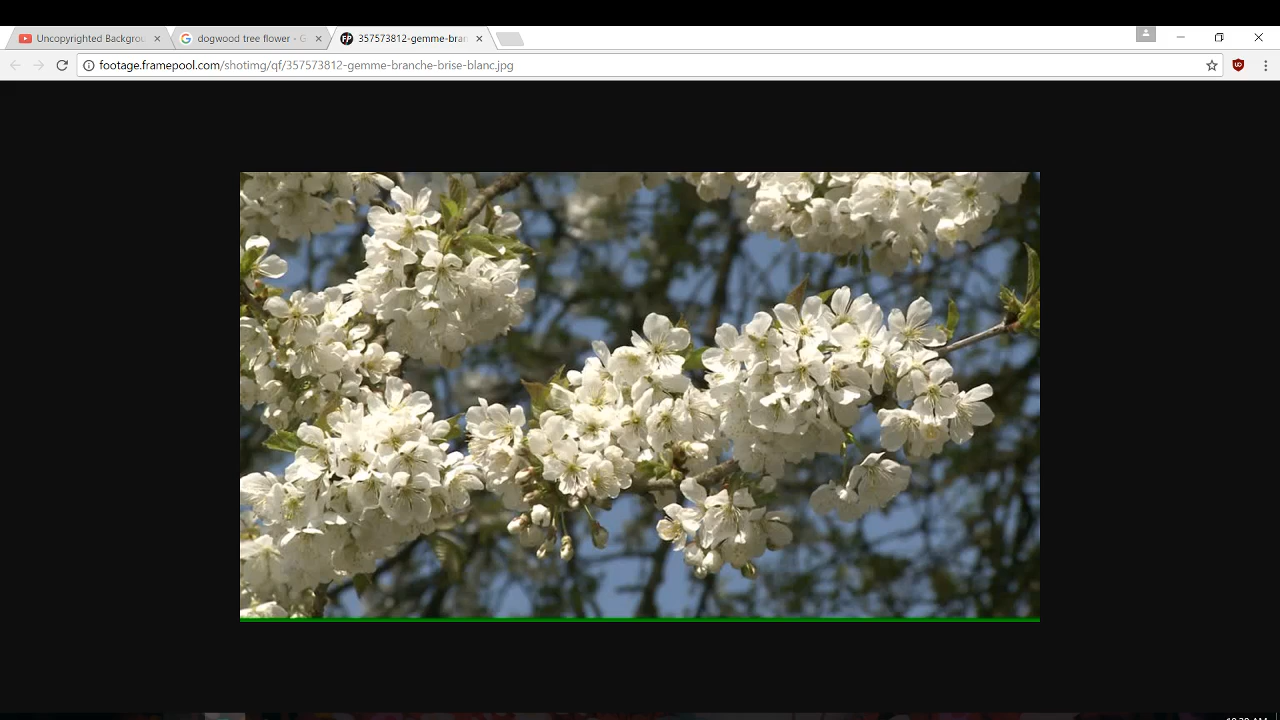 Uncopyrighted Backgrou
dogwood tree flower - G
357573812-gemme-bran
footage.framepool.com/shotimg/qf/357573812-gemme-branche-brise-blanc.jpg